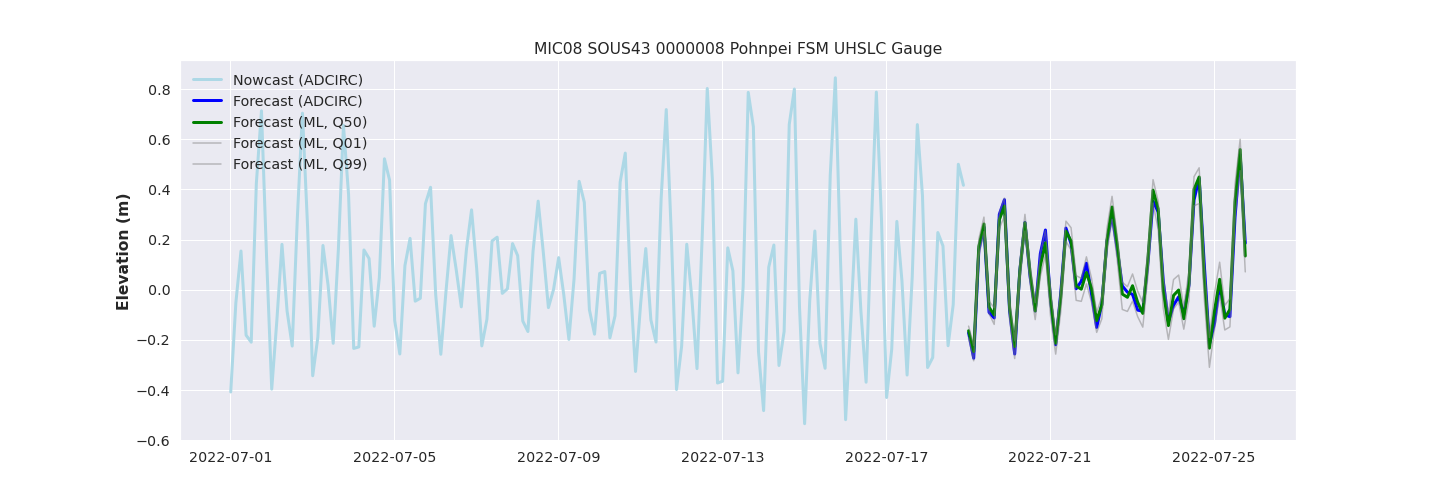 MIC08 SOUS43 0000008 Pohnpei FSM UHSLC Gauge
Nowcast (ADCIRC)
Forecast (ADCIRC)
Forecast (ML, Q50)
Forecast (ML, Q01)
Forecast (ML, Q99)
Elevation (m)
0.8
0.6
0.4
0.2
0.0
−0.2
−0.4
−0.6
2022-07-01 2022-07-05 2022-07-09 2022-07-13 2022-07-17 2022-07-21 2022-07-25